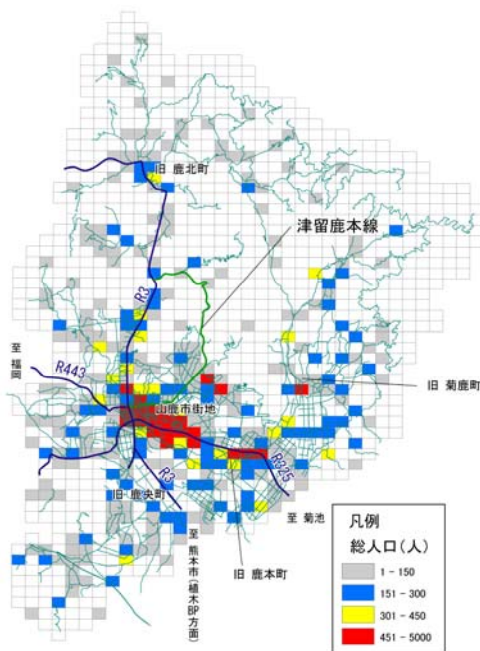 旧 鹿北町
津留鹿本線
R3
至 福岡
R443
旧 菊鹿町
山鹿市街地
R325
R3
旧 鹿央町
至 菊池
至 熊本市(植木BP方面)
旧 鹿本町
凡例
総人口(人)
1 - 150
151 - 300
301 - 450
451 - 5000